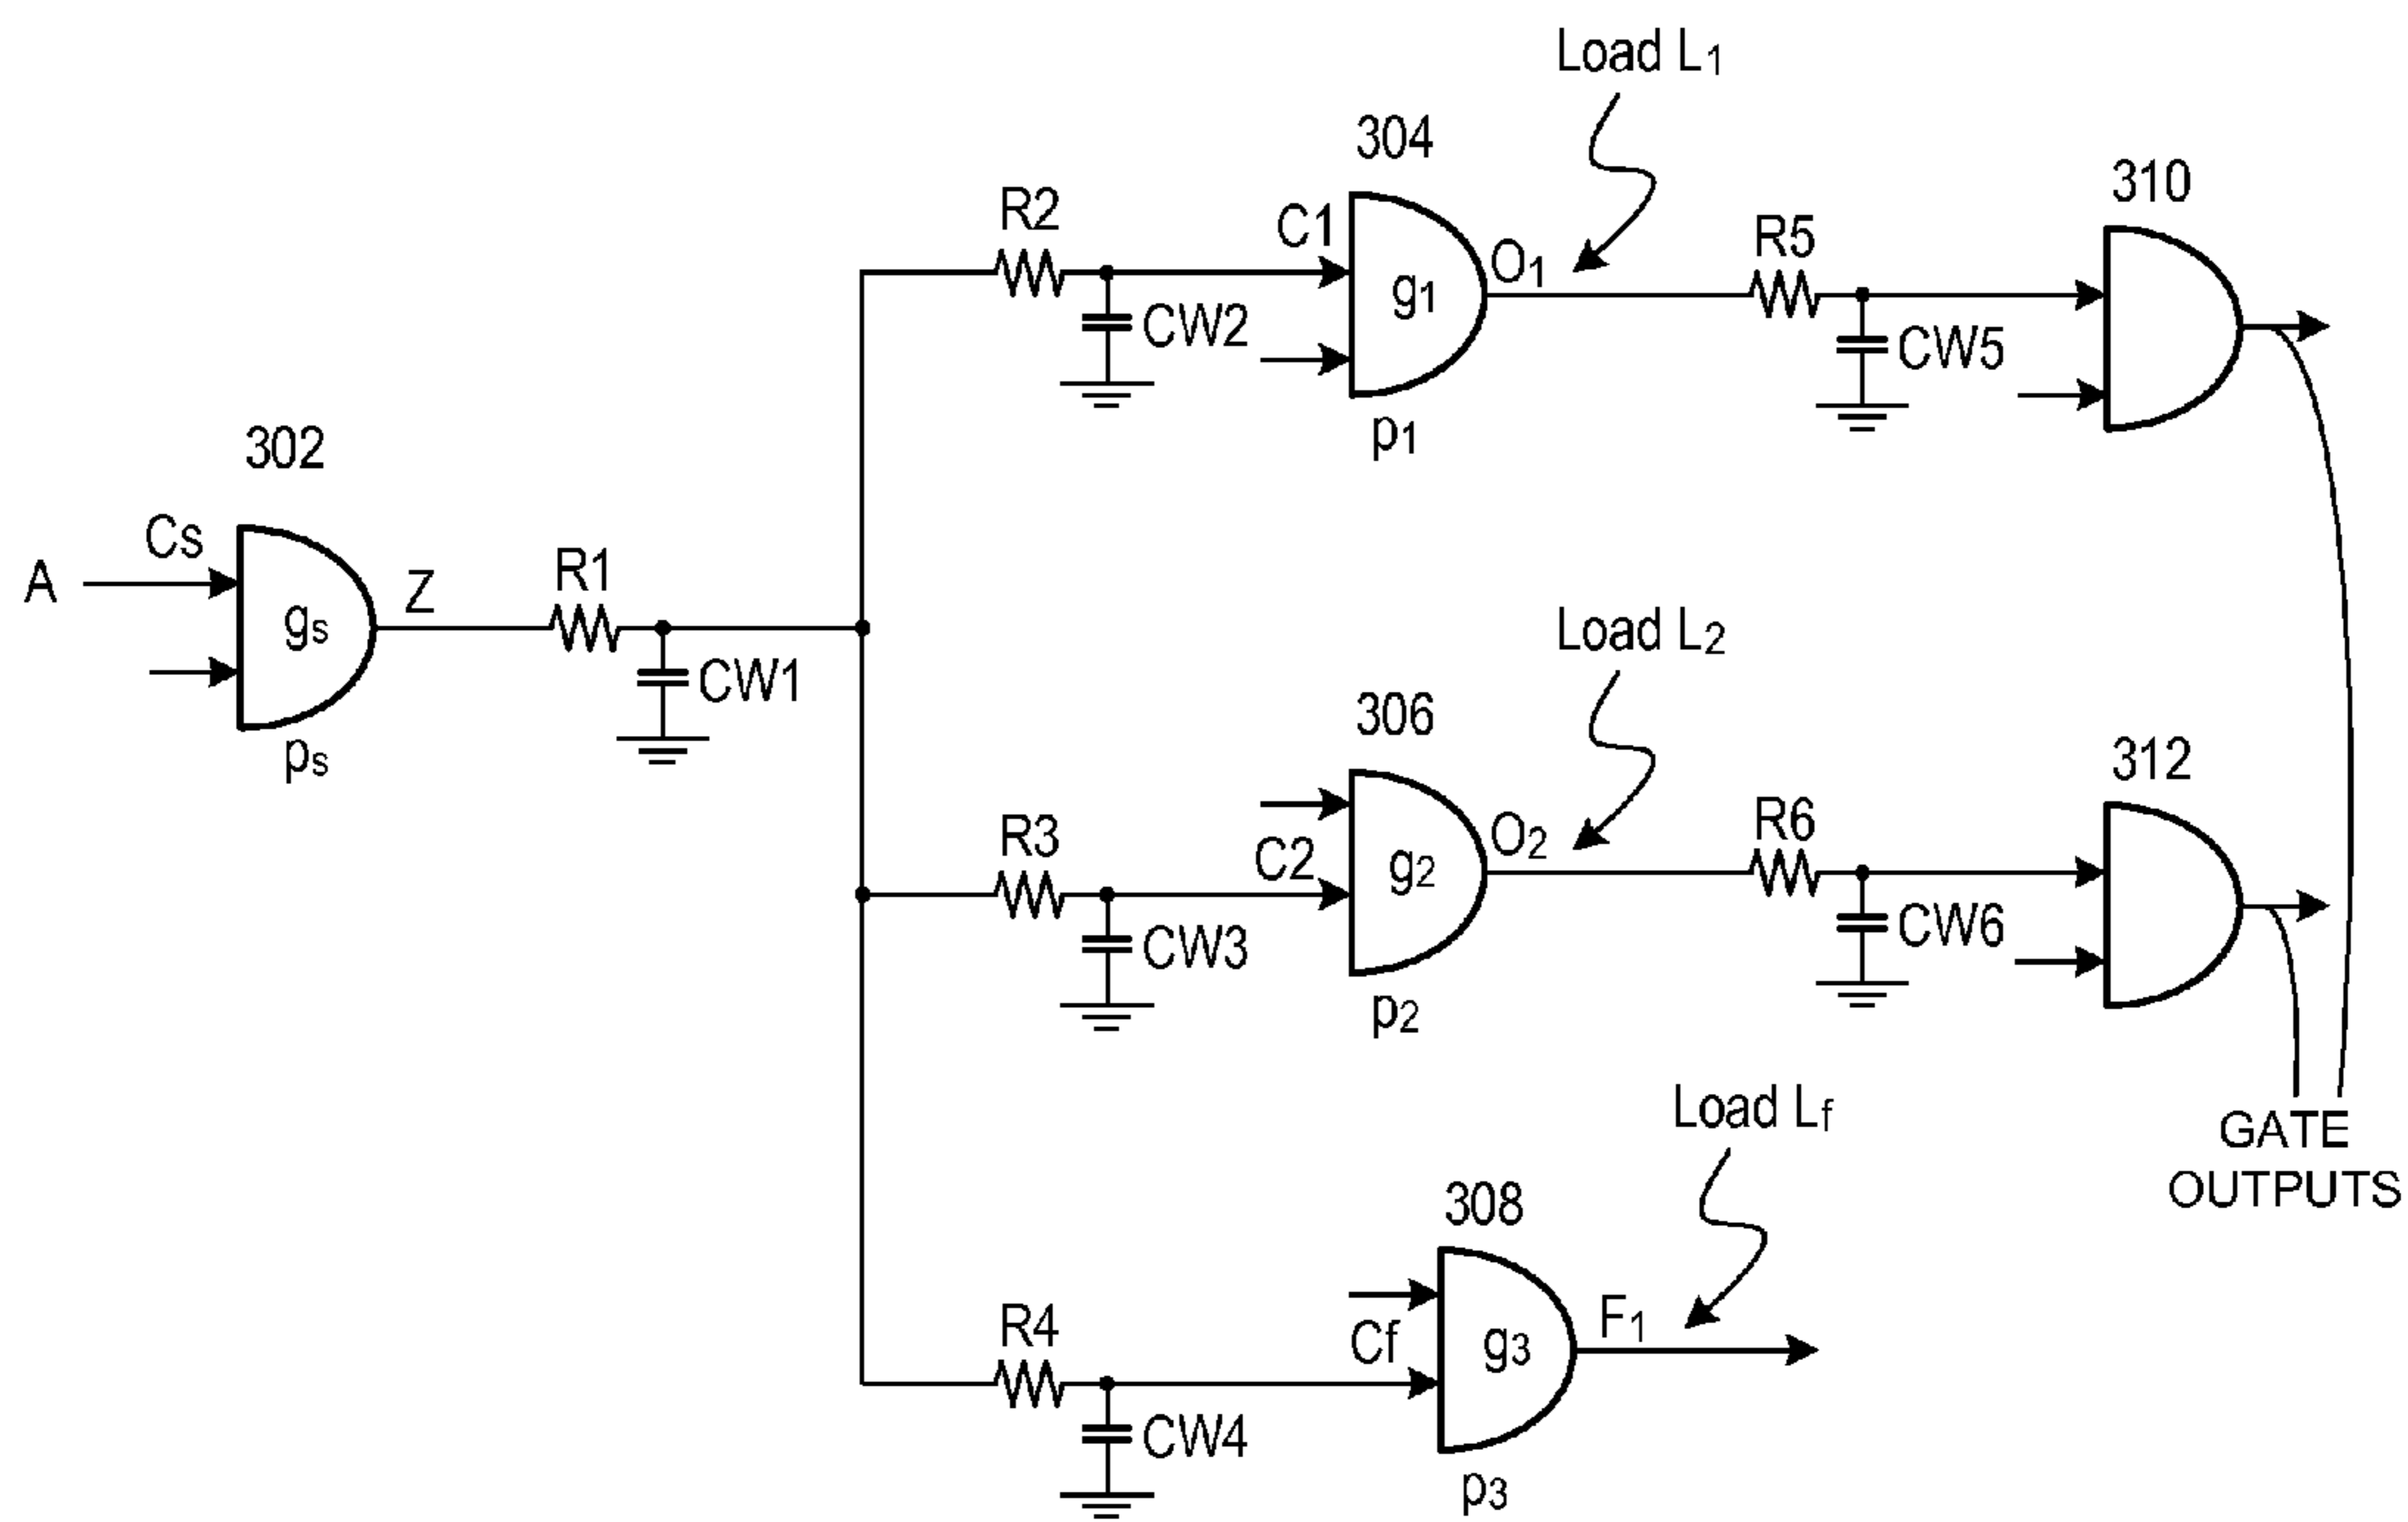 Load L1
304
310
R2
C1
g1
O1
R5
CW2
CW5
p1
302
A
Cs
gs
Z
R1
CW1
ps
Load L2
306
312
R3
C2
g2
O2
R6
CW3
CW6
p2
Load Lf
GATE
OUTPUTS
308
R4
Cf
g3
F1
CW4
p3